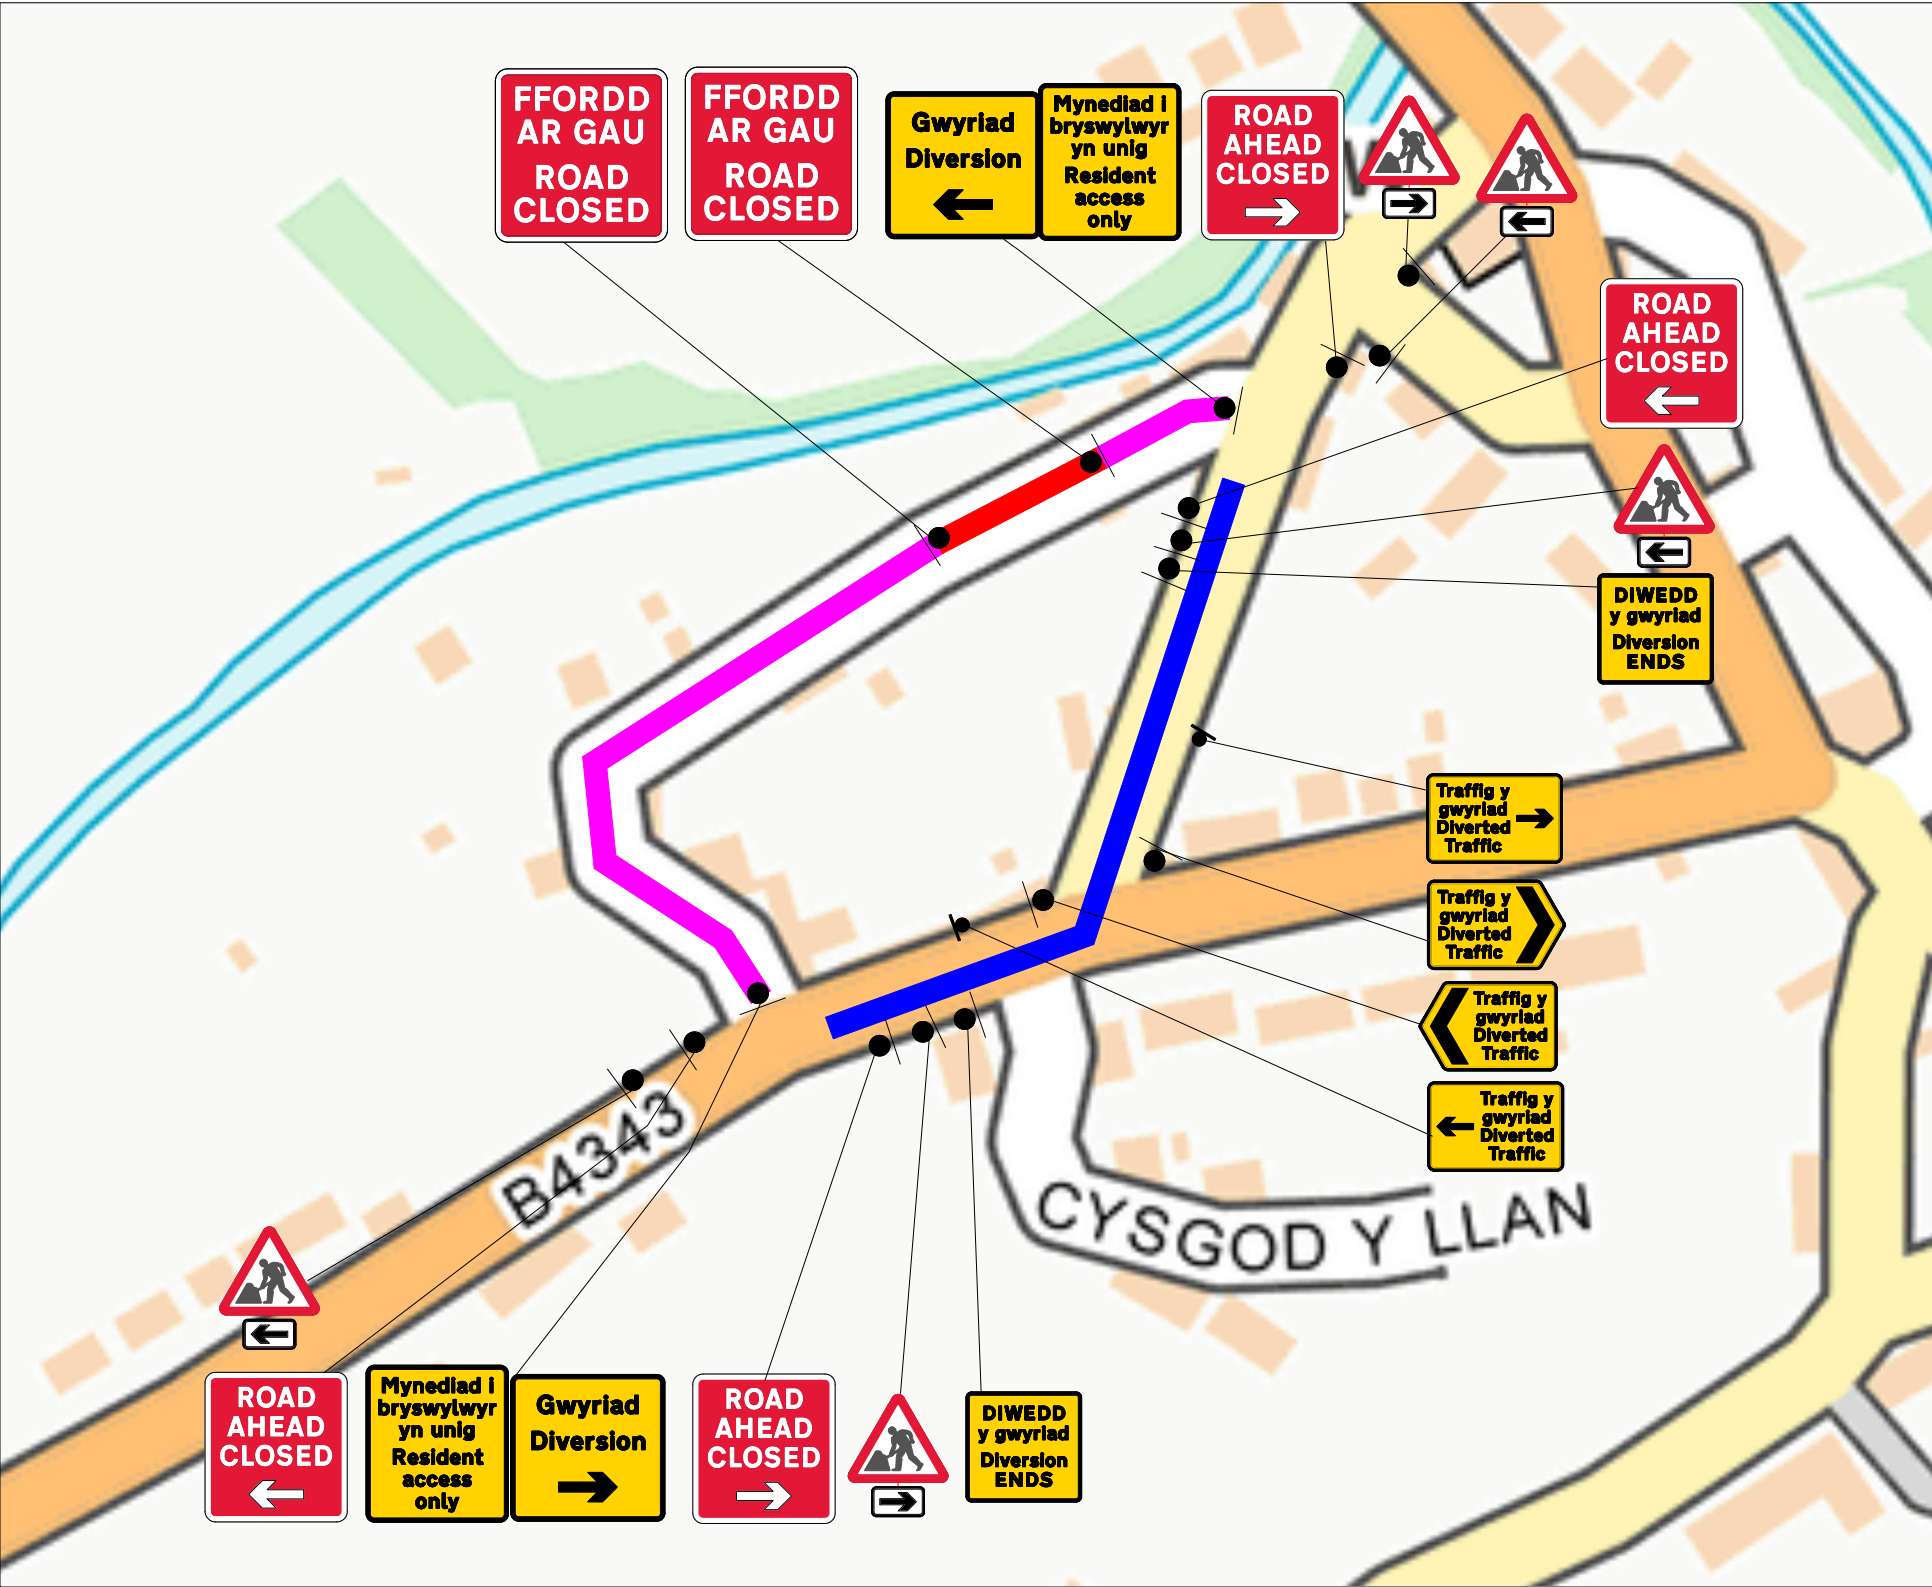 FFORDD
AR GAU
ROAD
CLOSED
FFORDD
AR GAU
ROAD
CLOSED
Gwyriad
Diversion
Mynediad i
bryswylwyr
yn unig
Resident
access
only
ROAD
AHEAD
CLOSED
ROAD
AHEAD
CLOSED
DIWEDD
y gwyriad
Diversion
ENDS
Traffig y
gwyriad
Diverted
Traffic
Traffig y
gwyriad
Diverted
Traffic
Traffig y
gwyriad
Diverted
Traffic
Traffig y
gwyriad
Diverted
Traffic
B4343
CYSGOD Y LLAN
ROAD
AHEAD
CLOSED
Mynediad i
bryswylwyr
yn unig
Resident
access
only
Gwyriad
Diversion
ROAD
AHEAD
CLOSED
DIWEDD
y gwyriad
Diversion
ENDS